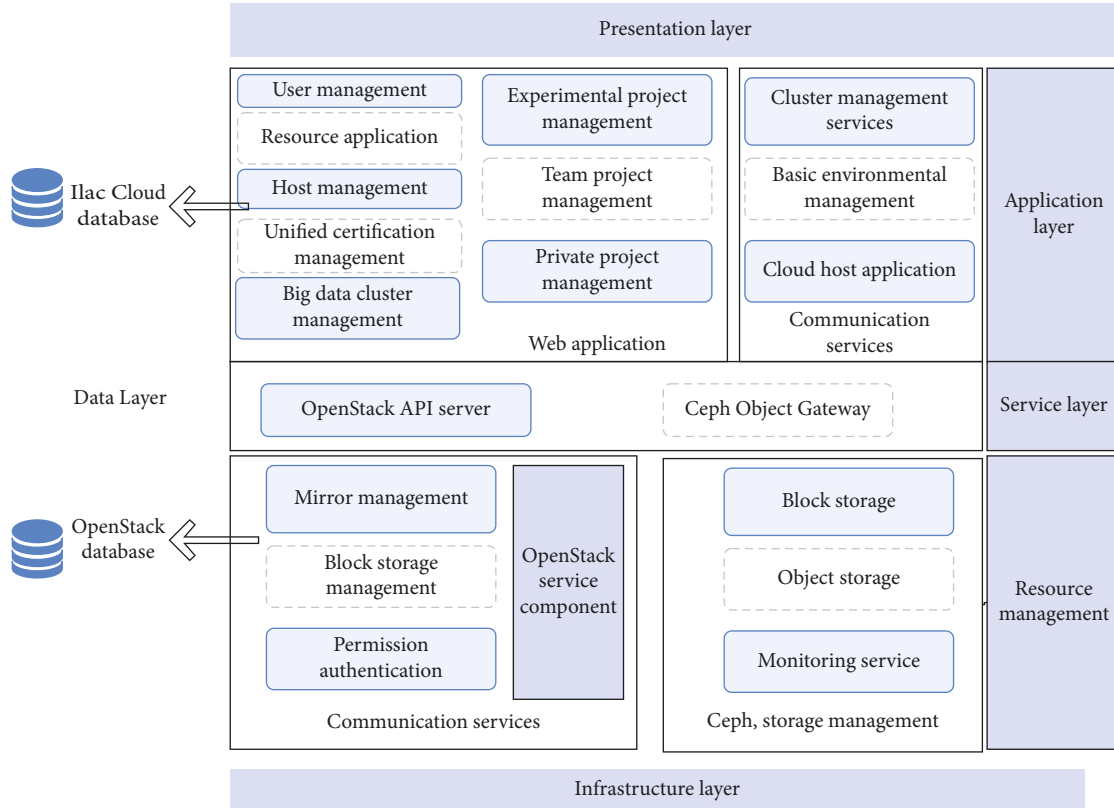 Presentation layer
User management
Resource application
Host management
Unified certification
management
Big data cluster
management
Experimental project
management
Team project
management
Private project
management
Web application
Cluster management
services
Basic environmental
management
Cloud host application
Communication
services
Application
layer
Ilac Cloud
database
Data Layer
OpenStack API server
Ceph Object Gateway
Service layer
OpenStack
database
Mirror management
Block storage
management
Permission
authentication
OpenStack
service
component
Communication services
Block storage
Object storage
Monitoring service
Ceph, storage management
Resource
management
Infrastructure layer